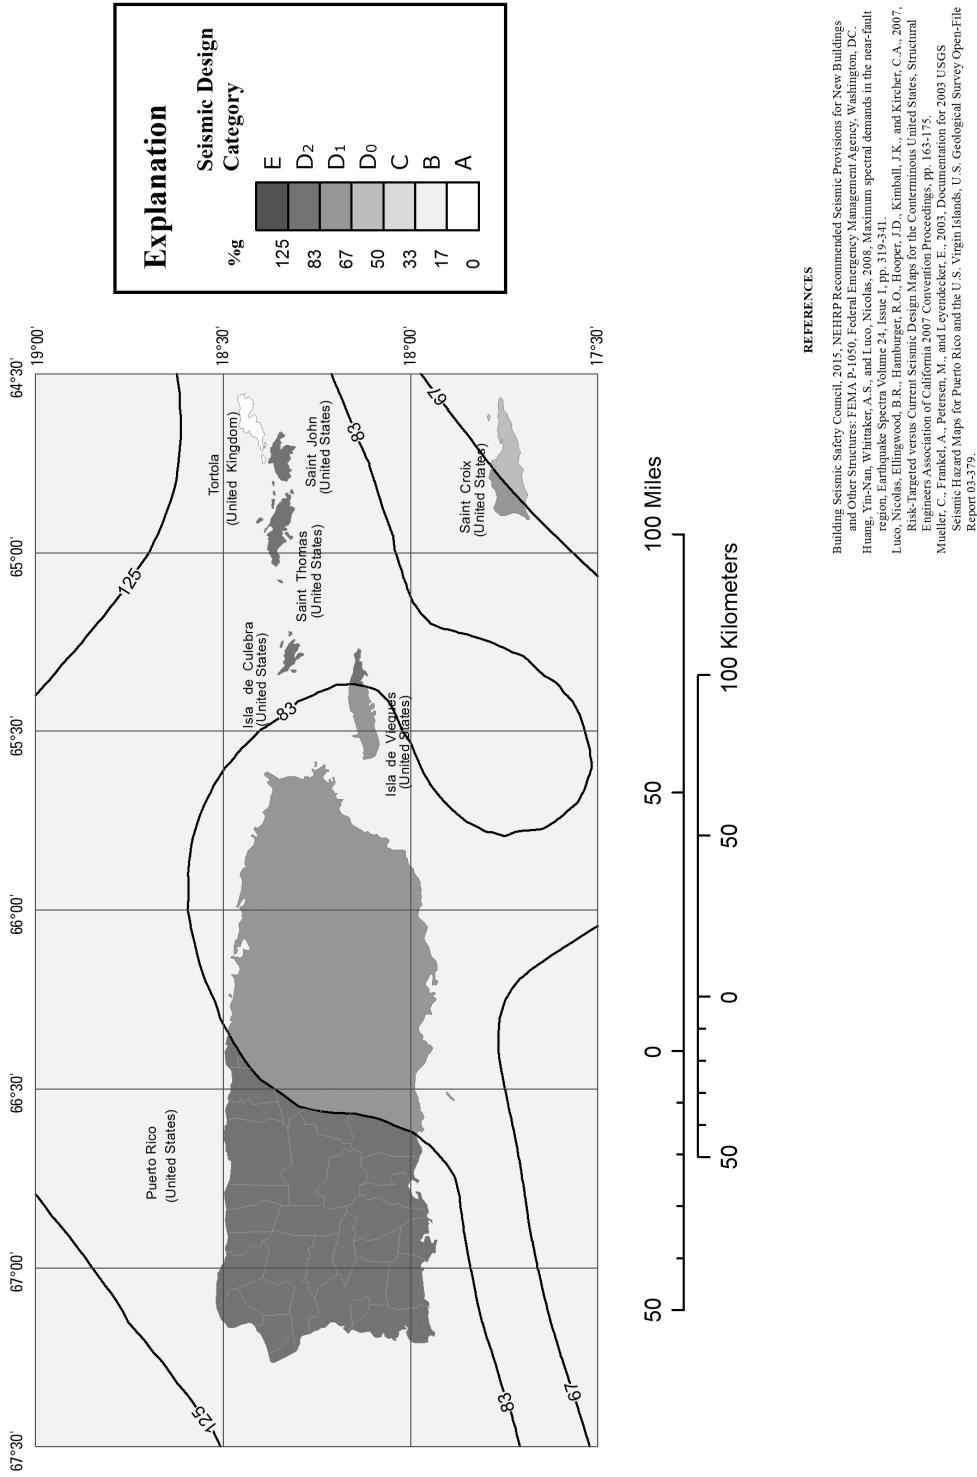 67°30'
67°00'
66°30'
66°00'
65°30'
65°00'
64°30'
19°00'
18°30'
18°00'
17°30'
125
125
83
83
83
67
67
Puerto Rico
(United States)
Isla de Culebra
(United States)
Isla de Vieques
(United States)
Saint Thomas
(United States)
Tortola
(United Kingdom)
Saint John
(United States)
Saint Croix
(United States)
Explanation
Seismic Design
%g Category
125 E
83 D2
67 D1
50 D0
33 C
17 B
0 A
50 0 50 100 Miles
50 0 50 100 Kilometers
REFERENCES
Building Seismic Safety Council, 2015, NEHRP Recommended Seismic Provisions for New Buildings
and Other Structures: FEMA P-1050, Federal Emergency Management Agency, Washington, DC.
Huang, Yin-Nan, Whittaker, A.S., and Luco, Nicolas, 2008, Maximum spectral demands in the near-fault
region, Earthquake Spectra Volume 24, Issue 1, pp. 319-341.
Luco, Nicolas, Ellingwood, B.R., Hamburger, R.O., Hooper, J.D., Kimball, J.K., and Kircher, C.A., 2007,
Risk-Targeted versus Current Seismic Design Maps for the Conterminous United States, Structural
Engineers Association of California 2007 Convention Proceedings, pp. 163-175.
Mueller, C., Frankel, A., Petersen, M., and Leyendecker, E., 2003, Documentation for 2003 USGS
Seismic Hazard Maps for Puerto Rico and the U.S. Virgin Islands, U.S. Geological Survey Open-File
Report 03-379.